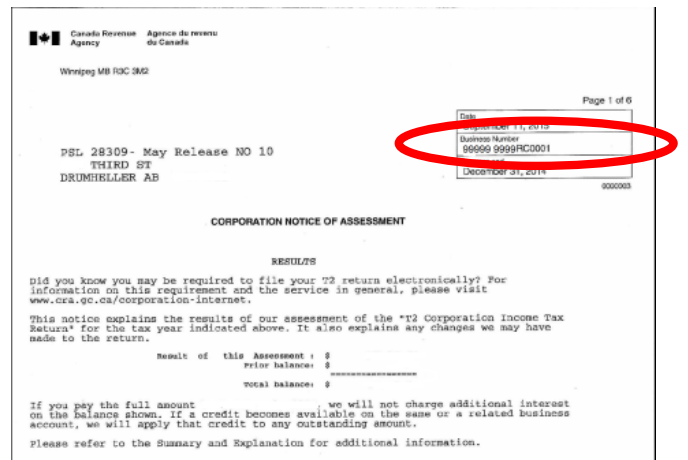 Canada Revenue Agence du revenu
Agency du Canada
Winnipeg MB R3C 3M2
Page 1 of 6
Date
September 11, 2015
Business Number
99999 9999RC0001
December 31, 2014
0000003
PSL 28309- May Release NO 10
THIRD ST
DRUMHELLER AB
CORPORATION NOTICE OF ASSESSMENT
RESULTS
Did you know you may be required to file your T2 return electronically? For
information on this requirement and the service in general, please visit
www.cra.gc.ca/corporation-internet.
This notice explains the results of our assessment of the "T2 Corporation Income Tax
Return" for the tax year indicated above. It also explains any changes we may have
made to the return.
Result of this Assessment : $
Prior balance: $
Total balance: $
If you pay the full amount , we will not charge additional interest
on the balance shown. If a credit becomes available on the same or a related business
account, we will apply that credit to any outstanding amount.
Please refer to the Summary and Explanation for additional information.